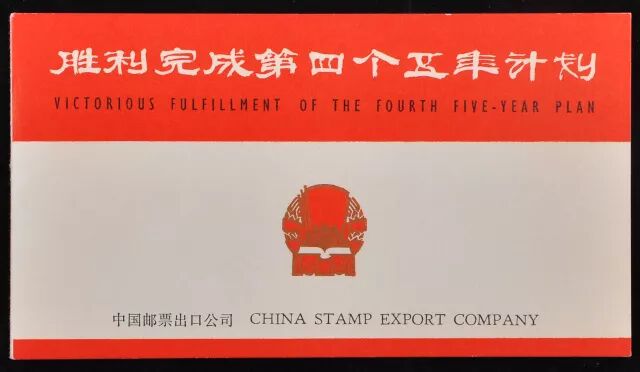 胜利完成第四个五年计划
VICTORIOUS FULFILLMENT OF THE FOURTH FIVE-YEAR PLAN
中国邮票出口公司 CHINA STAMP EXPORT COMPANY